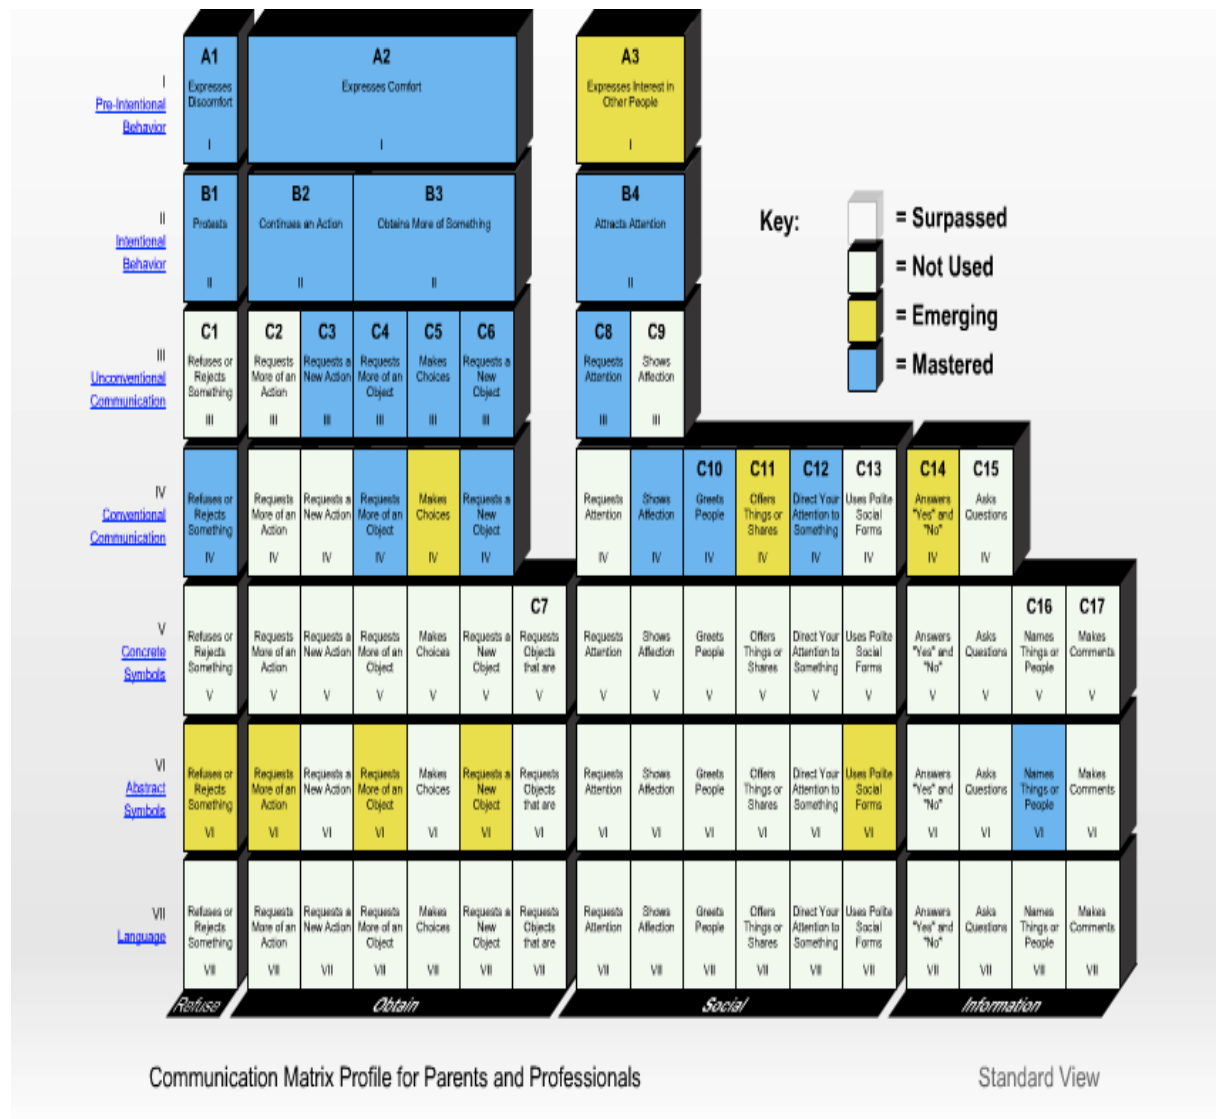 A1
A2
A3
Expresses
Discomfort
Expresses Comfort
Expresses Interest in
Other People
I
Pre-Intentional
Behavior
I
I
I
B1
B2
B3
B4
Protests
Continues an Action
Obtains More of Something
Attracts Attention
II
Intentional
Behavior
II
II
II
II
Key:
= Surpassed
= Not Used
= Emerging
= Mastered
C1
C2
C3
C4
C5
C6
C8
C9
III
Unconventional
Communication
Refuses or
Rejects
Something
III
Requests
More of an
Action
III
Requests a
New Action
III
Requests
More of an
Object
III
Makes
Choices
III
Requests a
New
Object
III
Requests
Attention
III
Shows
Affection
III
IV
Conventional
Communication
Refuses or
Rejects
Something
IV
Requests
More of an
Action
IV
Requests a
New Action
IV
Requests
More of an
Object
IV
Makes
Choices
IV
Requests a
New
Object
IV
Requests
Attention
IV
Shows
Affection
IV
C10
Greets
People
IV
C11
Offers
Things or
Shares
IV
C12
Direct Your
Attention to
Something
IV
C13
Uses Polite
Social
Forms
IV
C14
Answers
"Yes" and
"No"
IV
C15
Asks
Questions
IV
V
Concrete
Symbols
Refuses or
Rejects
Something
V
Requests
More of an
Action
V
Requests a
New Action
V
Requests
More of an
Object
V
Makes
Choices
V
Requests a
New
Object
V
C7
Requests
Objects
that are
V
Requests
Attention
V
Shows
Affection
V
Greets
People
V
Offers
Things or
Shares
V
Direct Your
Attention to
Something
V
Uses Polite
Social
Forms
V
Answers
"Yes" and
"No"
V
Asks
Questions
V
C16
Names
Things or
People
V
C17
Makes
Comments
V
VI
Abstract
Symbols
Refuses or
Rejects
Something
VI
Requests
More of an
Action
VI
Requests a
New Action
VI
Requests
More of an
Object
VI
Makes
Choices
VI
Requests a
New
Object
VI
Requests
Objects
that are
VI
Requests
Attention
VI
Shows
Affection
VI
Greets
People
VI
Offers
Things or
Shares
VI
Direct Your
Attention to
Something
VI
Uses Polite
Social
Forms
VI
Answers
"Yes" and
"No"
VI
Asks
Questions
VI
Names
Things or
People
VI
Makes
Comments
VI
VII
Language
Refuses or
Rejects
Something
VII
Requests
More of an
Action
VII
Requests a
New Action
VII
Requests
More of an
Object
VII
Makes
Choices
VII
Requests a
New
Object
VII
Requests
Objects
that are
VII
Requests
Attention
VII
Shows
Affection
VII
Greets
People
VII
Offers
Things or
Shares
VII
Direct Your
Attention to
Something
VII
Uses Polite
Social
Forms
VII
Answers
"Yes" and
"No"
VII
Asks
Questions
VII
Names
Things or
People
VII
Makes
Comments
VII
Refuse
Obtain
Social
Information
Communication Matrix Profile for Parents and Professionals
Standard View